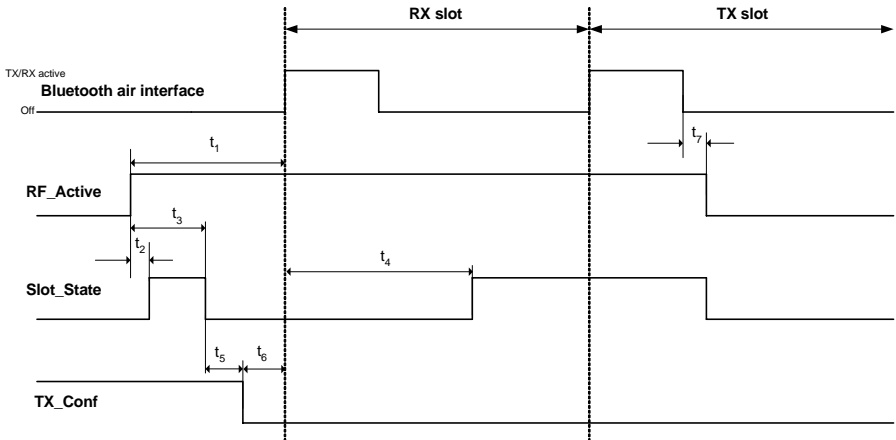 RX slot
TX slot
TX/RX active
Bluetooth air interface
Off
t1
t7
RF_Active
t3
t2
t4
Slot_State
t5
t6
TX_Conf